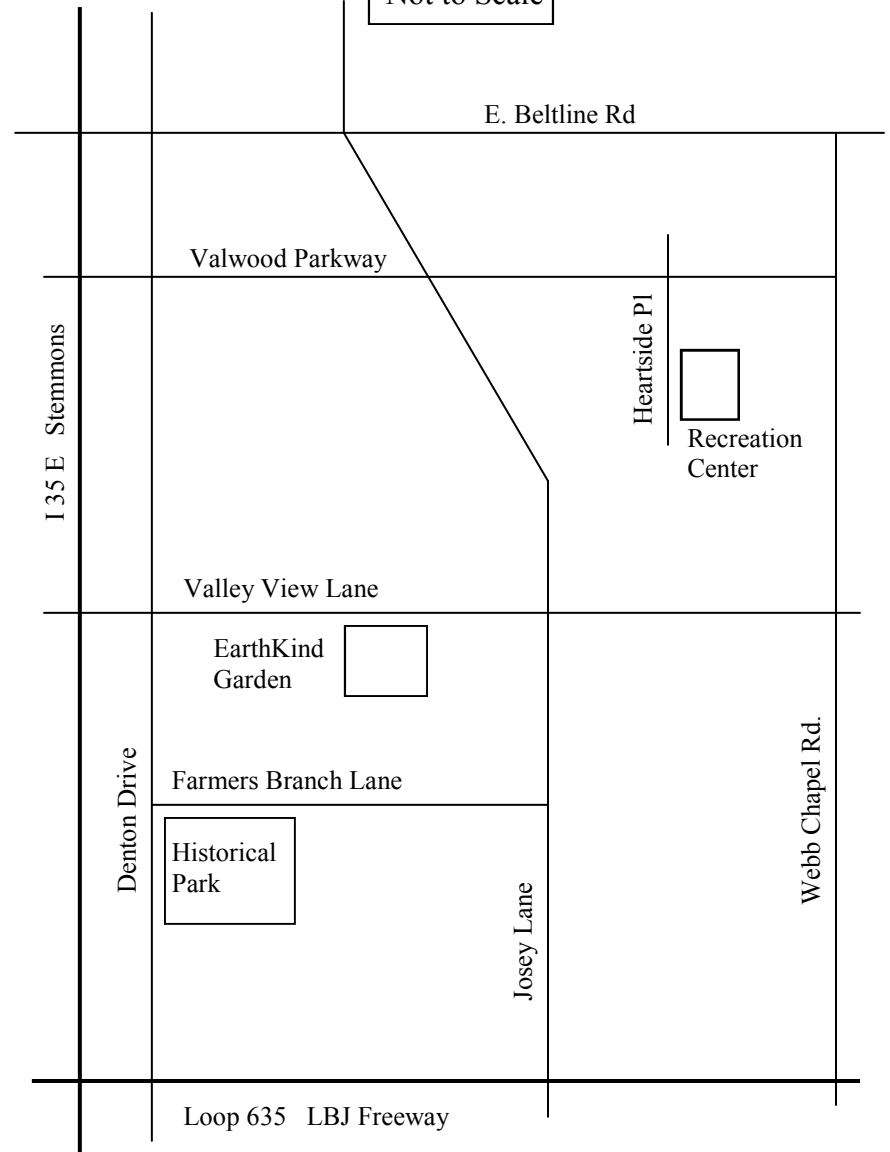 Not to Scale
E. Beltline Rd
Valwood Parkway
Heartside Pl
I 35 E Stemmons
Recreation
Center
Valley View Lane
EarthKind
Garden
Farmers Branch Lane
Denton Drive
Historical
Park
Webb Chapel Rd.
Josey Lane
Loop 635 LBJ Freeway